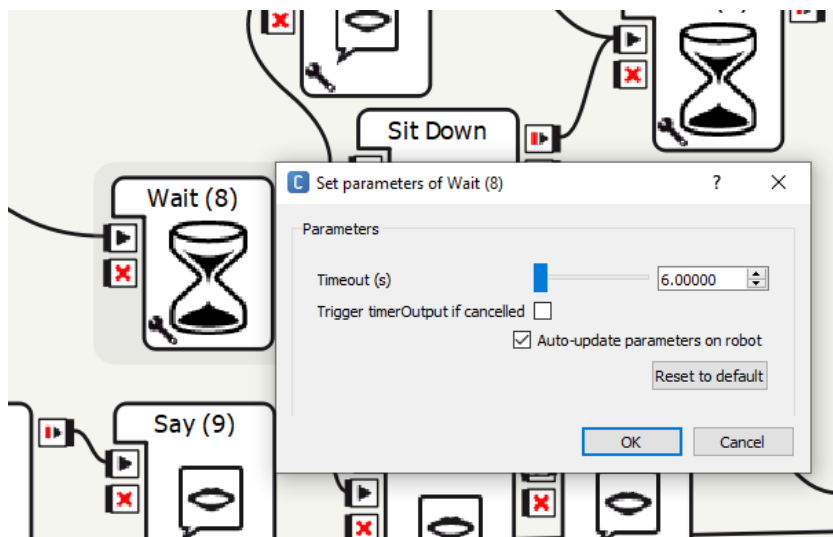 Sit Down
Wait (8)
C Set parameters of Wait (8) ?
Parameters
Timeout (s) 6.00000
Trigger timerOutput if cancelled
Auto-update parameters on robot
Reset to default
OK Cancel
Say (9)